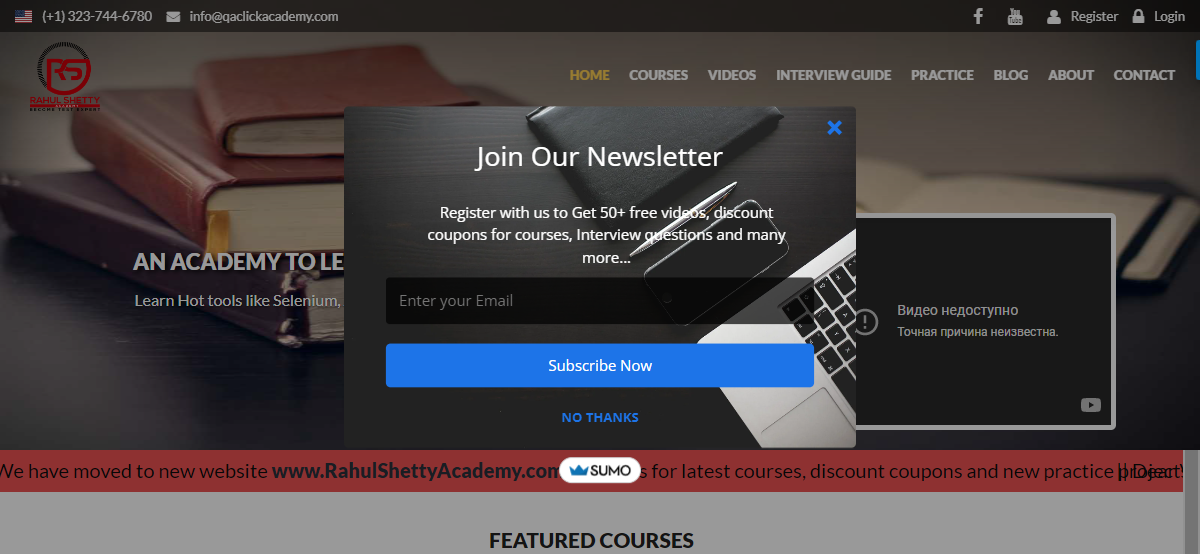 (+1) 323-744-6780 info@qaclickacademy.com Register Login
RS
RAHUL SHETTY
ACADEMY
HOME COURSES VIDEOS INTERVIEW GUIDE PRACTICE BLOG ABOUT CONTACT
Join Our Newsletter
Register with us to Get 50+ free videos, discount
coupons for courses, Interview questions and many
more...
AN ACADEMY TO LE
Learn Hot tools like Selenium,
Enter your Email
Subscribe Now
NO THANKS
Видео недоступно
Точная причина неизвестна.
We have moved to new website www.RahulShettyAcademy.com s for latest courses, discount coupons and new practice project
SUMO
FEATURED COURSES